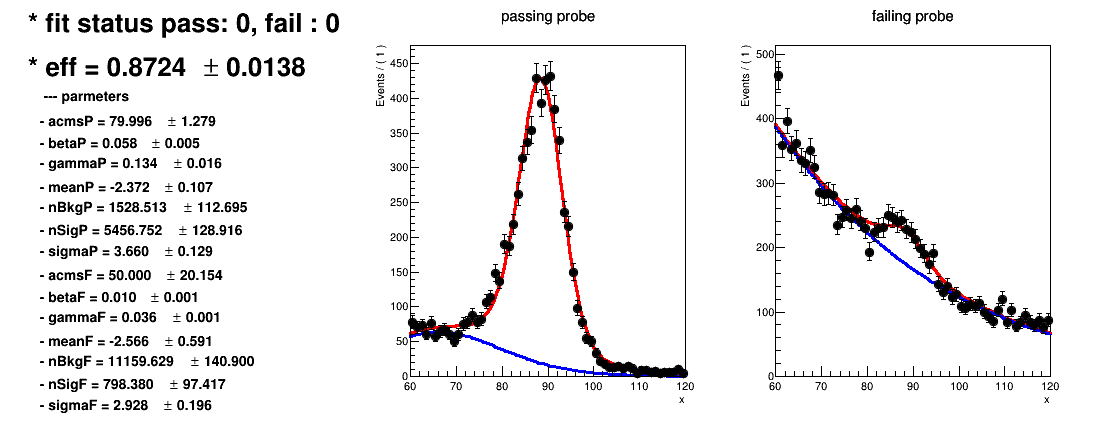 * fit status pass: 0, fail : 0
* eff = 0.8724 ± 0.0138
--- parmeters
- acmsP = 79.996 ± 1.279
- betaP = 0.058 ± 0.005
- gammaP = 0.134 ± 0.016
- meanP = -2.372 ± 0.107
- nBkgP = 1528.513 ± 112.695
- nSigP = 5456.752 ± 128.916
- sigmaP = 3.660 ± 0.129
- acmsF = 50.000 ± 20.154
- betaF = 0.010 ± 0.001
- gammaF = 0.036 ± 0.001
- meanF = -2.566 ± 0.591
- nBkgF = 11159.629 ± 140.900
- nSigF = 798.380 ± 97.417
- sigmaF = 2.928 ± 0.196
passing probe
Events / ( 1 )
450
400
350
300
250
200
150
100
50
0
60 70 80 90 100 110 120
x
failing probe
Events / ( 1 )
500
400
300
200
100
0
60 70 80 90 100 110 120
x